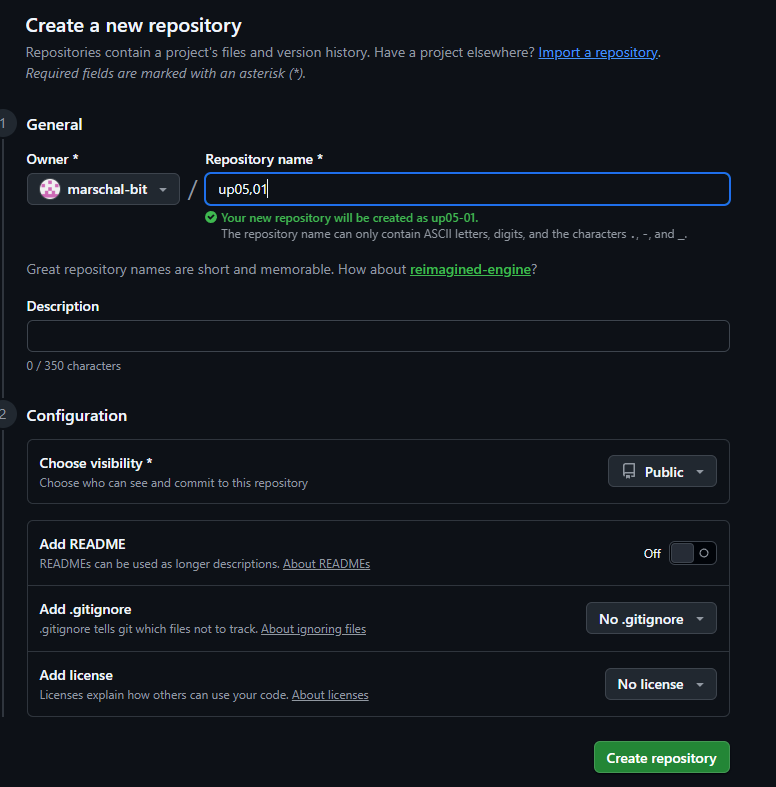 Create a new repository
Repositories contain a project's files and version history. Have a project elsewhere? Import a repository.
Required fields are marked with an asterisk (*).
1 General
Owner * Repository name *
marschal-bit / up05,01
Your new repository will be created as up05-01.
The repository name can only contain ASCII letters, digits, and the characters ., -, and _.
Great repository names are short and memorable. How about reimagined-engine?
Description
0 / 350 characters
2 Configuration
Choose visibility * Public
Choose who can see and commit to this repository
Add README Off
READMEs can be used as longer descriptions. About READMEs
Add .gitignore No .gitignore
.gitignore tells git which files not to track. About ignoring files
Add license No license
Licenses explain how others can use your code. About licenses
Create repository